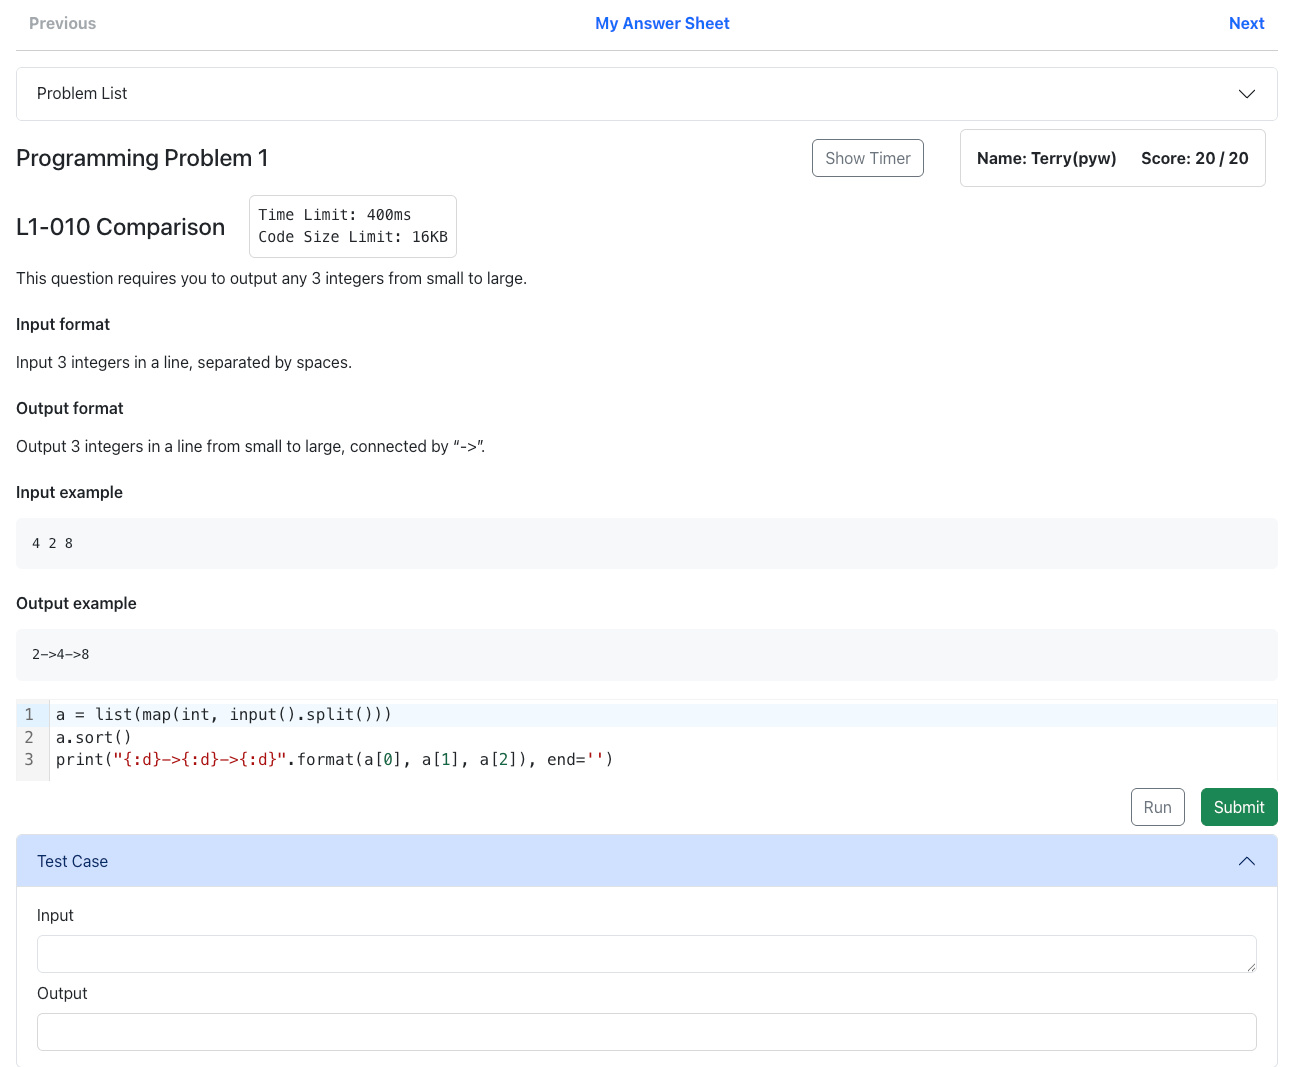 Previous
My Answer Sheet
Next
Problem List
Programming Problem 1
Show Timer
Name: Terry(pyw) Score: 20 / 20
L1-010 Comparison
Time Limit: 400ms
Code Size Limit: 16KB
This question requires you to output any 3 integers from small to large.
Input format
Input 3 integers in a line, separated by spaces.
Output format
Output 3 integers in a line from small to large, connected by “->”.
Input example
4 2 8
Output example
2->4->8
1 a = list(map(int, input().split()))
2 a.sort()
3 print("{:d}->{:d}->{:d}".format(a[0], a[1], a[2]), end='')
Run
Submit
Test Case
Input
Output